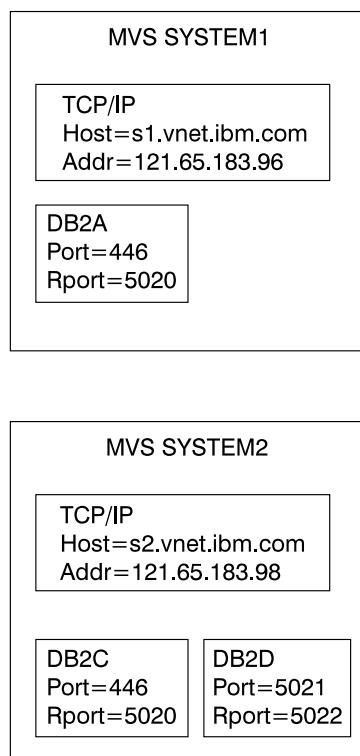 MVS SYSTEM1
TCP/IP
Host=s1.vnet.ibm.com
Addr=121.65.183.96
DB2A
Port=446
Rport=5020
MVS SYSTEM2
TCP/IP
Host=s2.vnet.ibm.com
Addr=121.65.183.98
DB2C
Port=446
Rport=5020
DB2D
Port=5021
Rport=5022